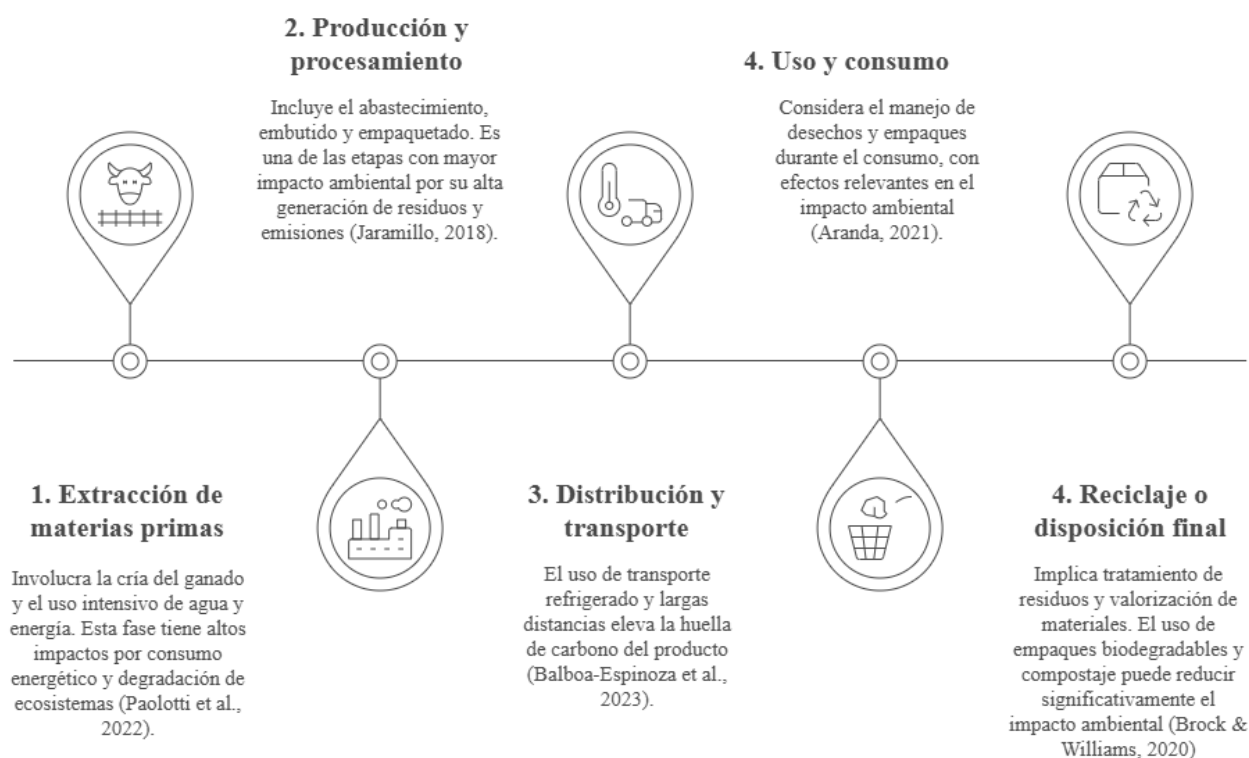 2. Producción y
procesamiento
Incluye el abastecimiento,
embutido y empaquetado. Es
una de las etapas con mayor
impacto ambiental por su alta
generación de residuos y
emisiones (Jaramillo, 2018).
4. Uso y consumo
Considera el manejo de
desechos y empaques
durante el consumo, con
efectos relevantes en el
impacto ambiental
(Aranda, 2021).
1. Extracción de
materias primas
Involucra la cría del ganado
y el uso intensivo de agua y
energía. Esta fase tiene altos
impactos por consumo
energético y degradación de
ecosistemas (Paolotti et al.,
2022).
3. Distribución y
transporte
El uso de transporte
refrigerado y largas
distancias eleva la huella
de carbono del producto
(Balboa-Espinoza et al.,
2023).
4. Reciclaje o
disposición final
Implica tratamiento de
residuos y valorización de
materiales. El uso de
empaques biodegradables y
compostaje puede reducir
significativamente el
impacto ambiental (Brock &
Williams, 2020)